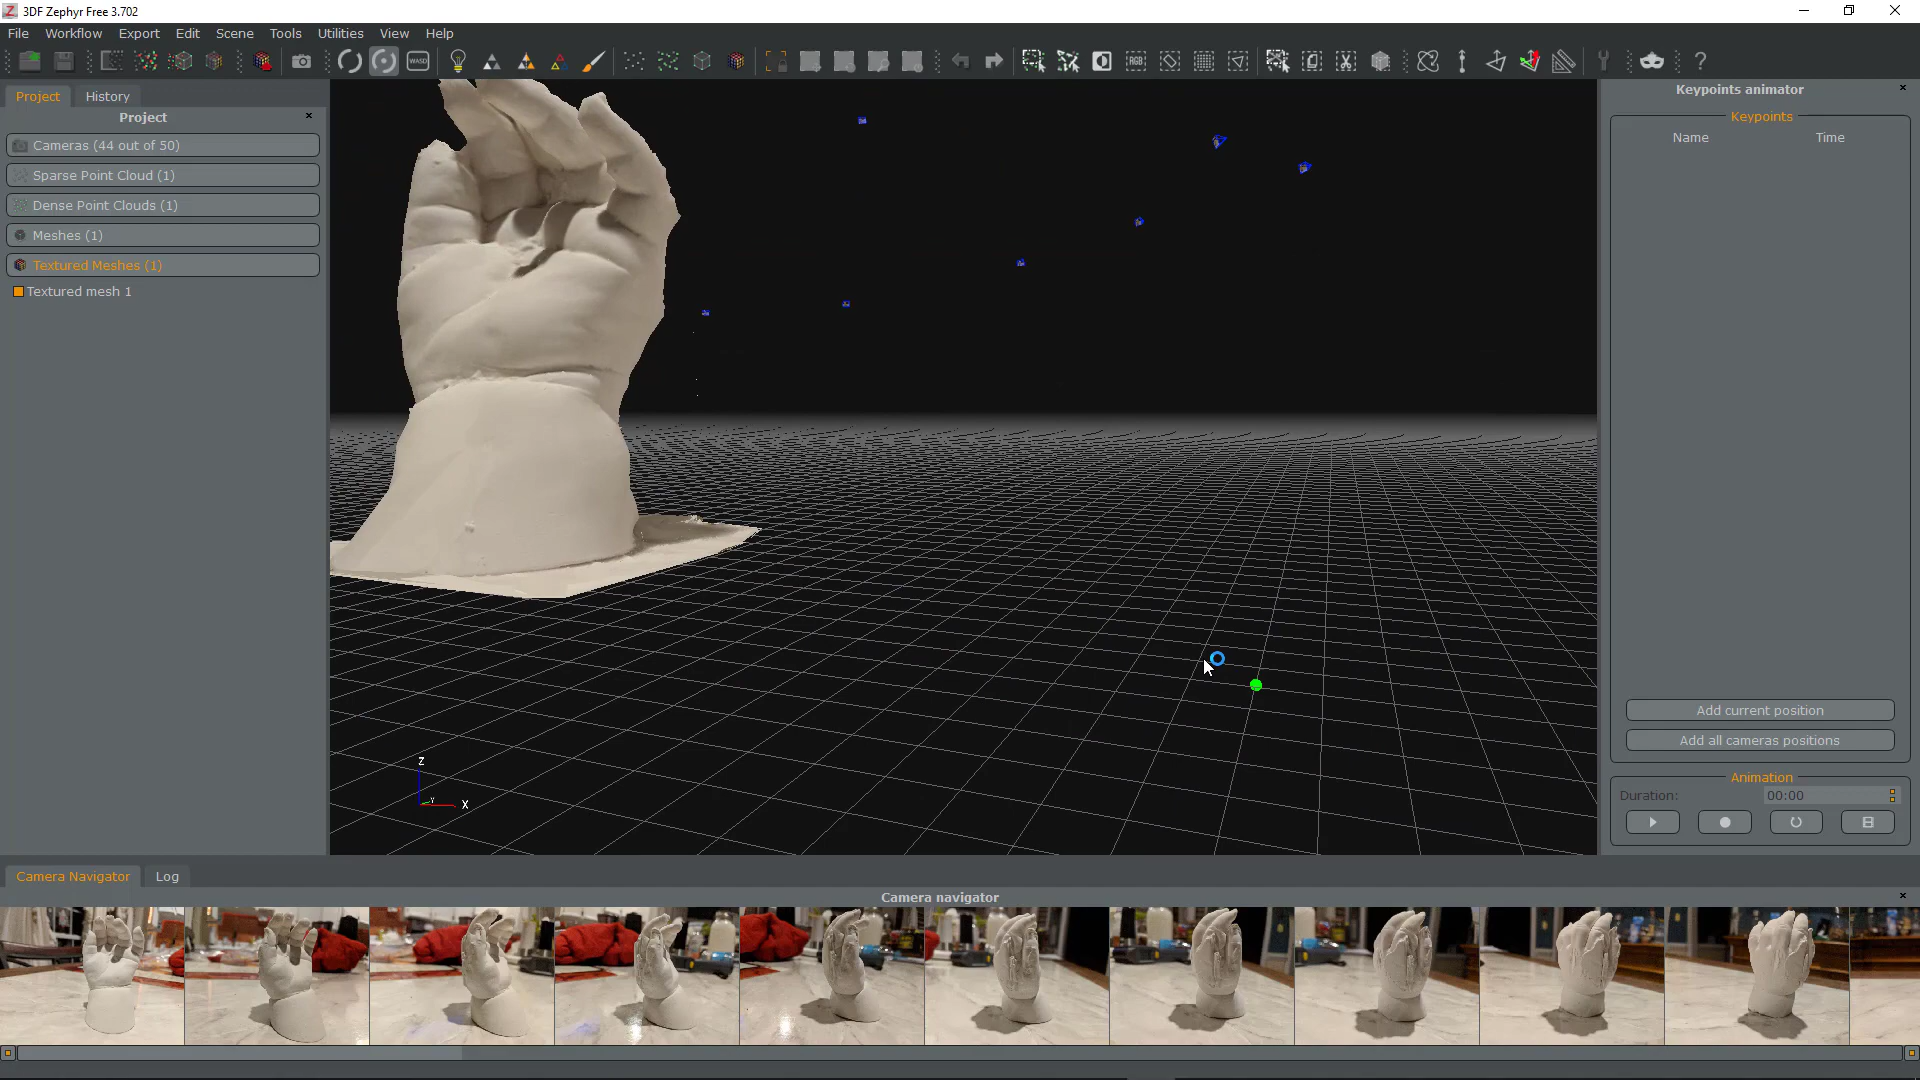 3DF Zephyr Free 3.702
File Workflow Export Edit Scene Tools Utilities View Help
WASD
RGB
?
Project History
Project
Cameras (44 out of 50)
Sparse Point Cloud (1)
Dense Point Clouds (1)
Meshes (1)
Textured Meshes (1)
Textured mesh 1
Z
Y
X
Keypoints animator
Keypoints
Name Time
Add current position
Add all cameras positions
Animation
Duration: 00:00
Camera Navigator Log
Camera navigator